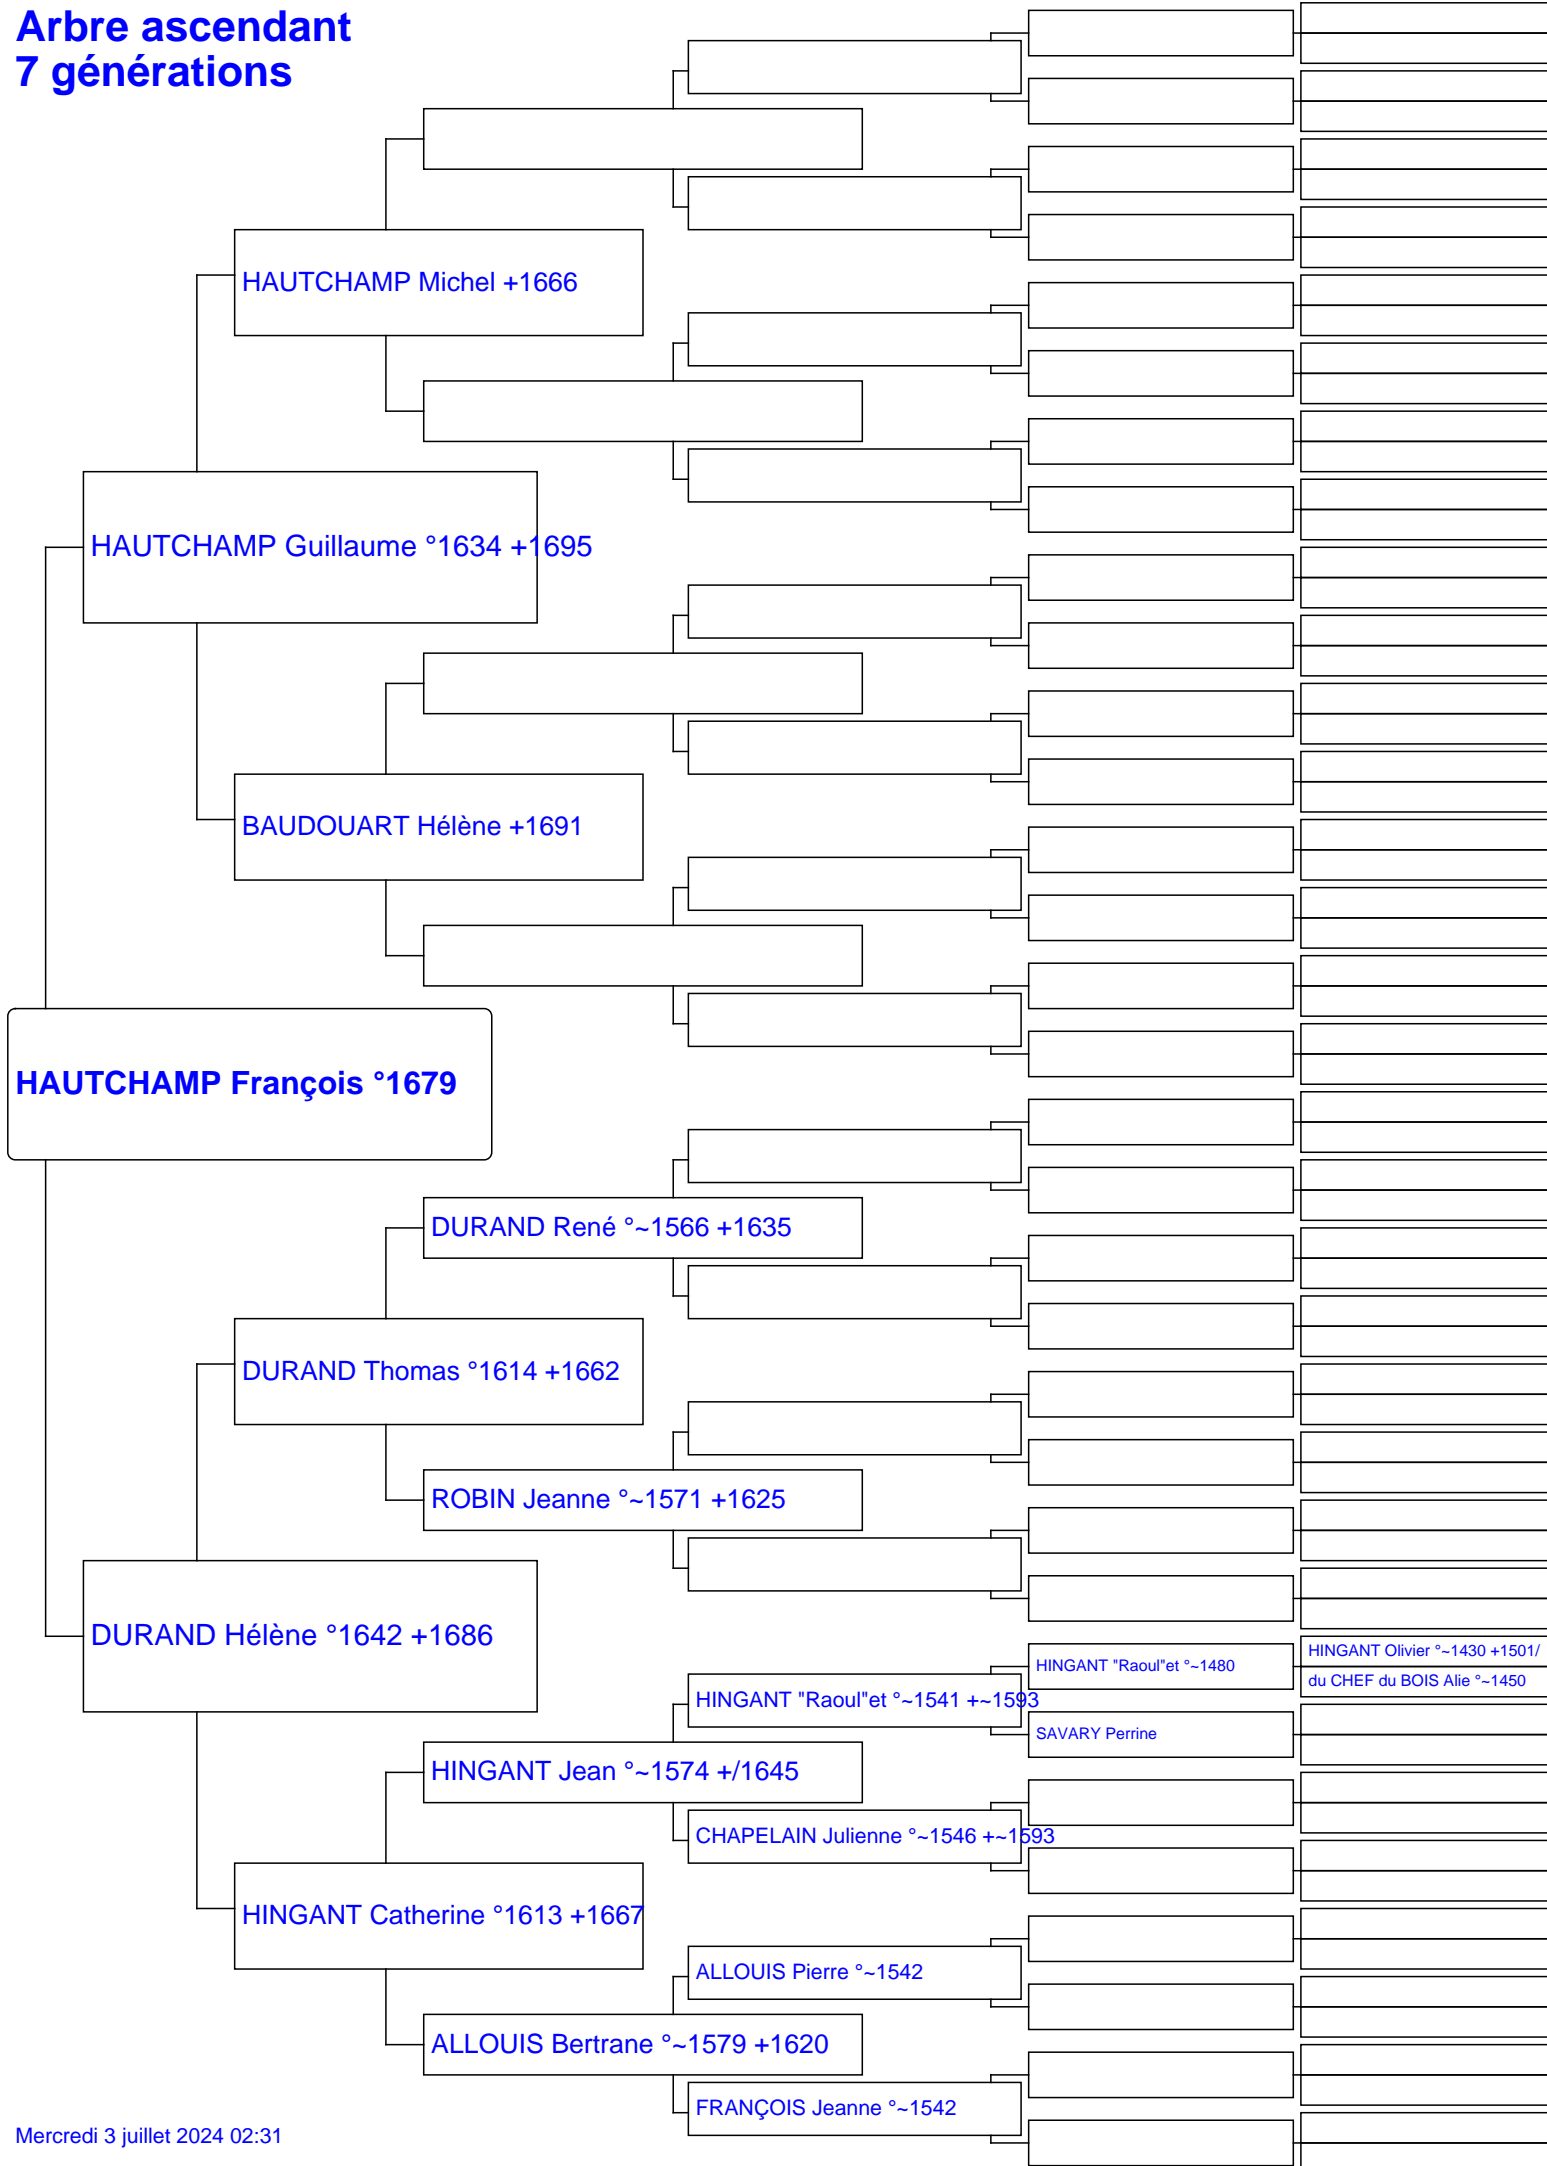 Arbre ascendant
7 générations
HAUTCHAMP Michel +1666
HAUTCHAMP Guillaume °1634 +1695
BAUDOUART Hélène +1691
HAUTCHAMP François °1679
DURAND René °~1566 +1635
DURAND Thomas °1614 +1662
ROBIN Jeanne °~1571 +1625
DURAND Hélène °1642 +1686
HINGANT Olivier °~1430 +1501/
HINGANT "Raoul"et °~1480
du CHEF du BOIS Alie °~1450
HINGANT "Raoul"et °~1541 +~1593
SAVARY Perrine
HINGANT Jean °~1574 +/1645
CHAPELAIN Julienne °~1546 +~1593
HINGANT Catherine °1613 +1667
ALLOUIS Pierre °~1542
ALLOUIS Bertrane °~1579 +1620
FRANÇOIS Jeanne °~1542
Mercredi 3 juillet 2024 02:31